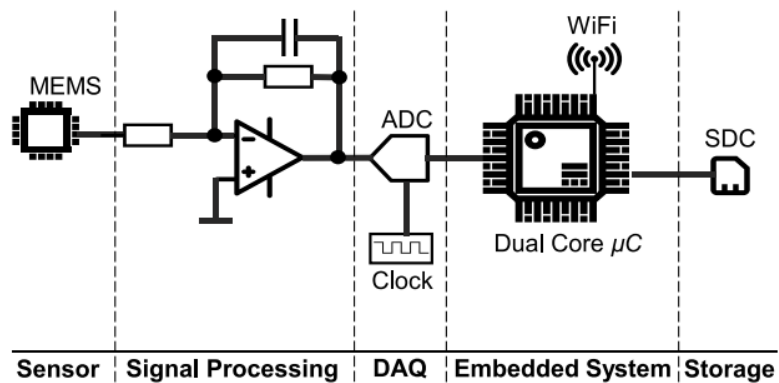 WiFi
MEMS
ADC
SDC
−
+
Dual Core μC
Clock
Sensor
Signal Processing
DAQ
Embedded System
Storage